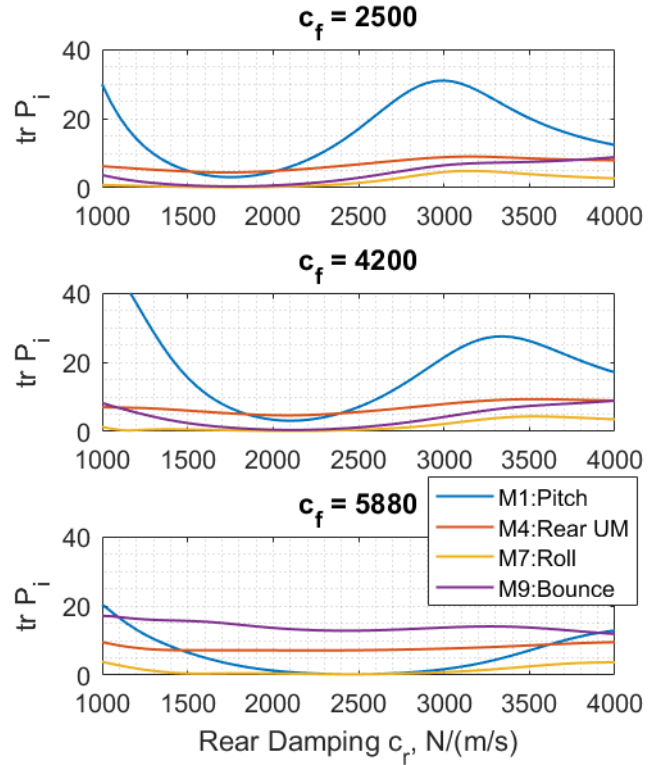 c_f = 2500
40
20
0
tr P_i
1000 1500 2000 2500 3000 3500 4000
c_f = 4200
40
20
0
tr P_i
1000 1500 2000 2500 3000 3500 4000
c_f = 5880
M1:Pitch
M4:Rear UM
M7:Roll
M9:Bounce
40
20
0
tr P_i
1000 1500 2000 2500 3000 3500 4000
Rear Damping c_r, N/(m/s)